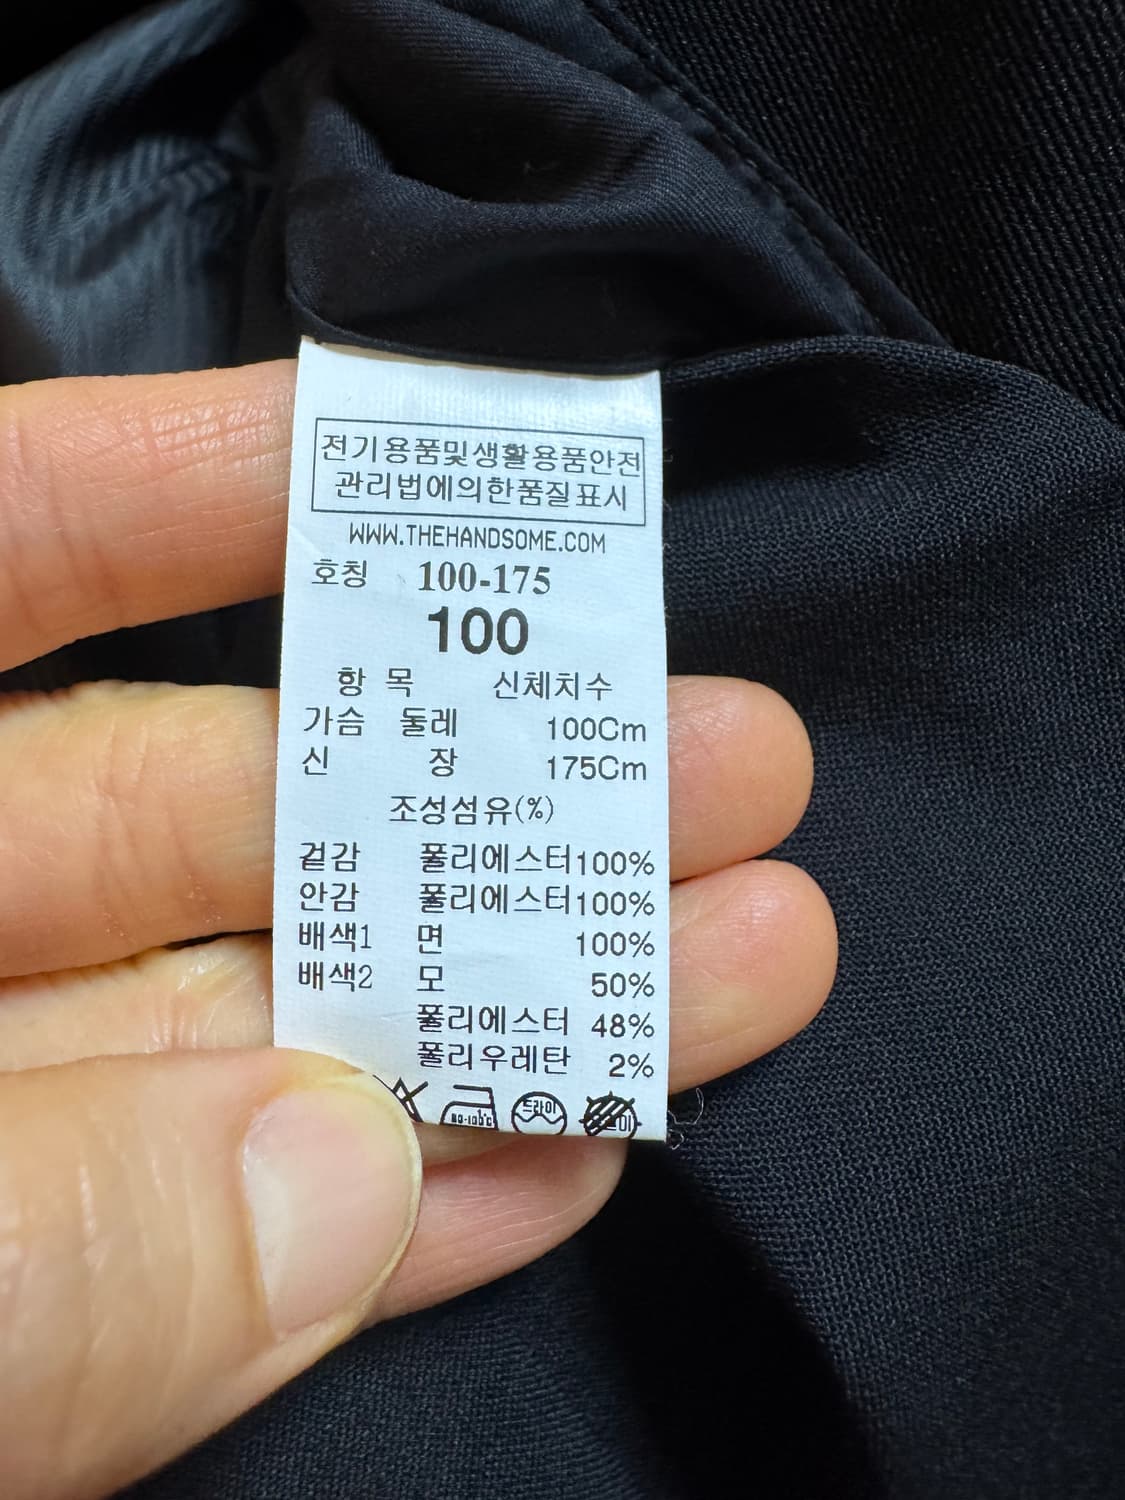 전기용품및생활용품안전
관리법에의한품질표시
WWW.THEHANDSOME.COM
호칭 100-175
100
항 목 신체치수
가슴 둘레 100Cm
신 장 175Cm
조성섬유(%)
겉감 폴리에스터100%
안감 폴리에스터100%
배색1 면 100%
배색2 모 50%
폴리에스터 48%
폴리우레탄 2%
드라이